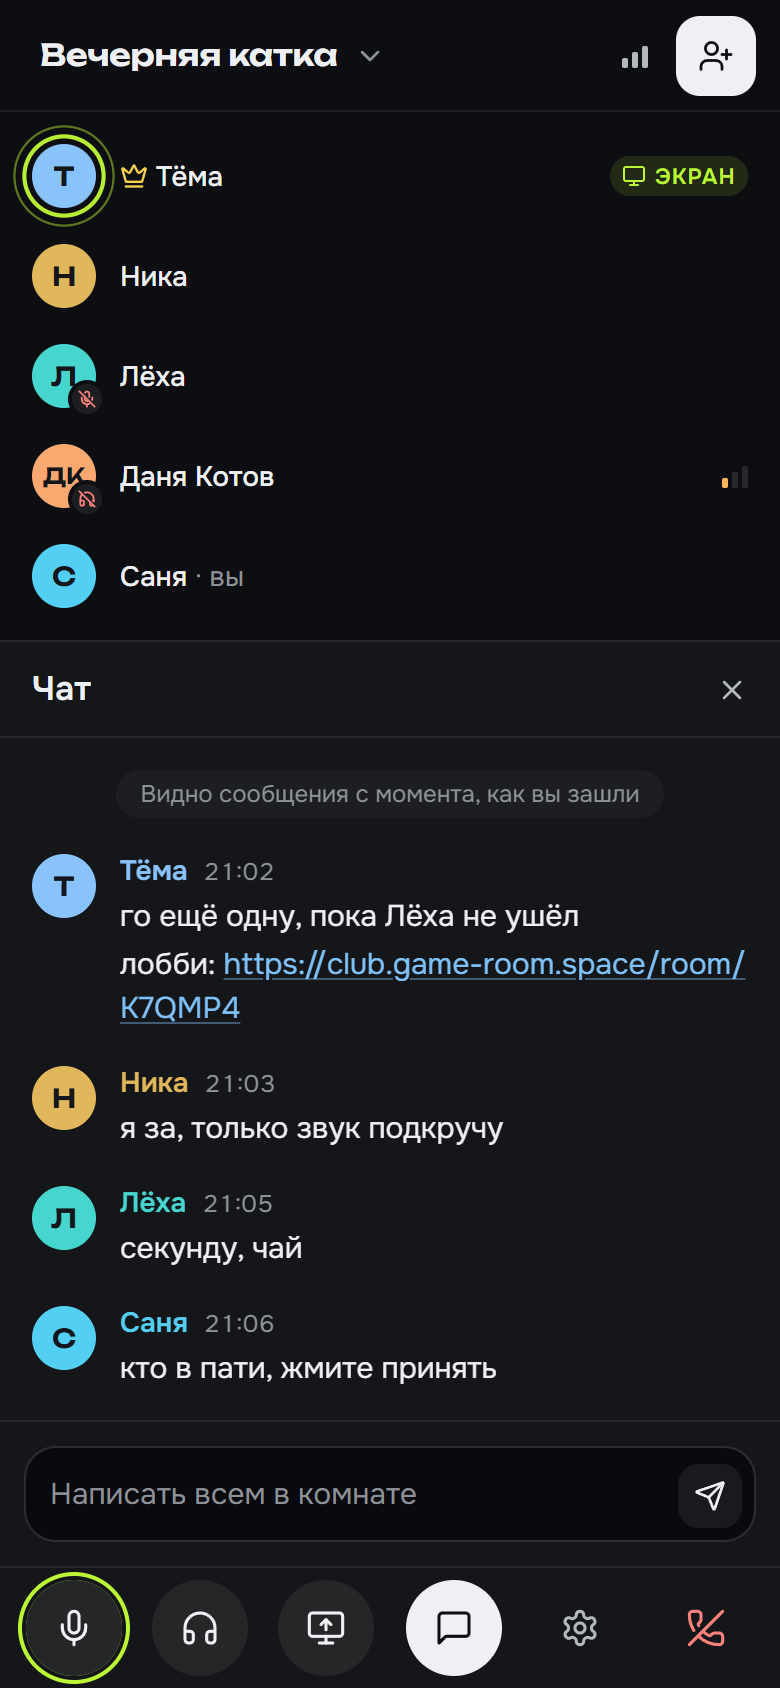 Вечерняя катка
Т
Тёма
ЭКРАН
Н
Ника
Л
Лёха
ДК
Даня Котов
С
Саня · вы
Чат
Видно сообщения с момента, как вы зашли
Т
Тёма 21:02
го ещё одну, пока Лёха не ушёл
лобби: https://club.game-room.space/room/
K7QMP4
Н
Ника 21:03
я за, только звук подкручу
Л
Лёха 21:05
секунду, чай
С
Саня 21:06
кто в пати, жмите принять
Написать всем в комнате